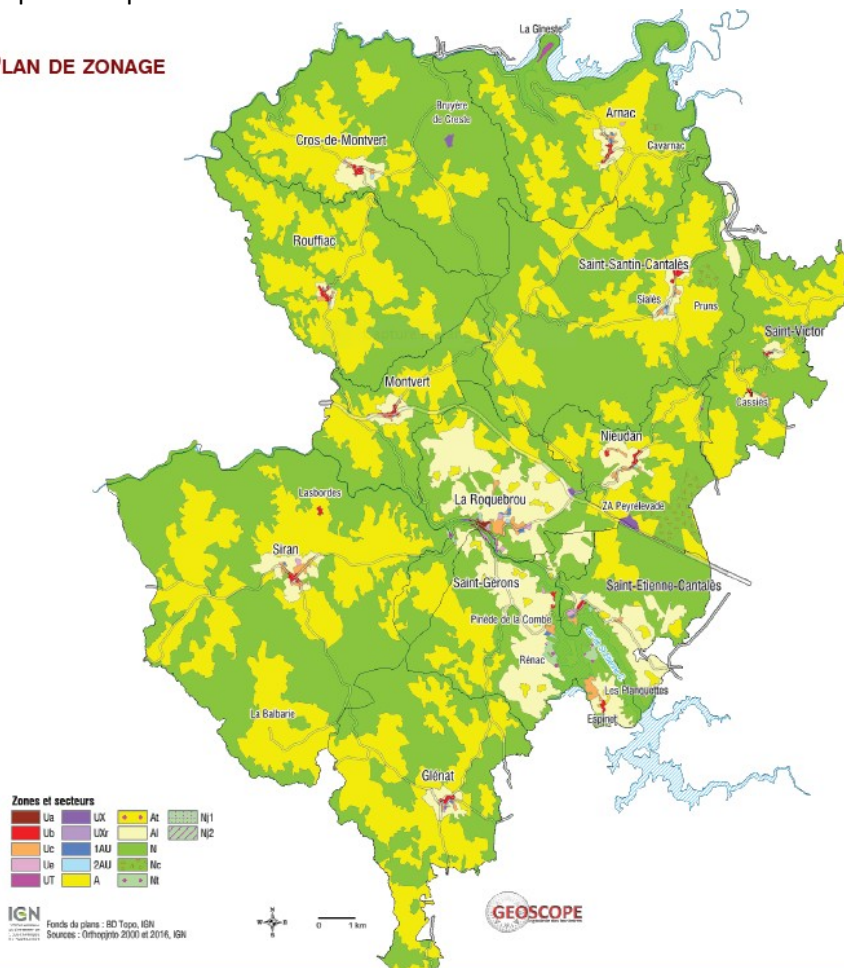 LAN DE ZONAGE
La Gineste
Bruyère
de Creste
Arnac
Cavarnac
Cros-de-Montvert
Rouffiac
Saint-Santin-Cantalès
Sialès
Pruns
Saint-Victor
Cassiès
Montvert
Nieudan
La Roquebrou
ZA Peyrelevade
Lasbordes
Siran
Saint-Gérons
Saint-Etienne-Cantalès
Pinède de la Combe
Rénac
Les Planquettes
Espinet
La Balbarie
Glénat
Zones et secteurs
Ua UX At Nj1
Ub UXr Al Nj2
Uc 1AU N
Ue 2AU Nc
UT A Nt
IGN
Fonds du plans : BD Topo, IGN
Sources : Orthopjoto 2000 et 2016, IGN
0 1 km
GEOSCOPE